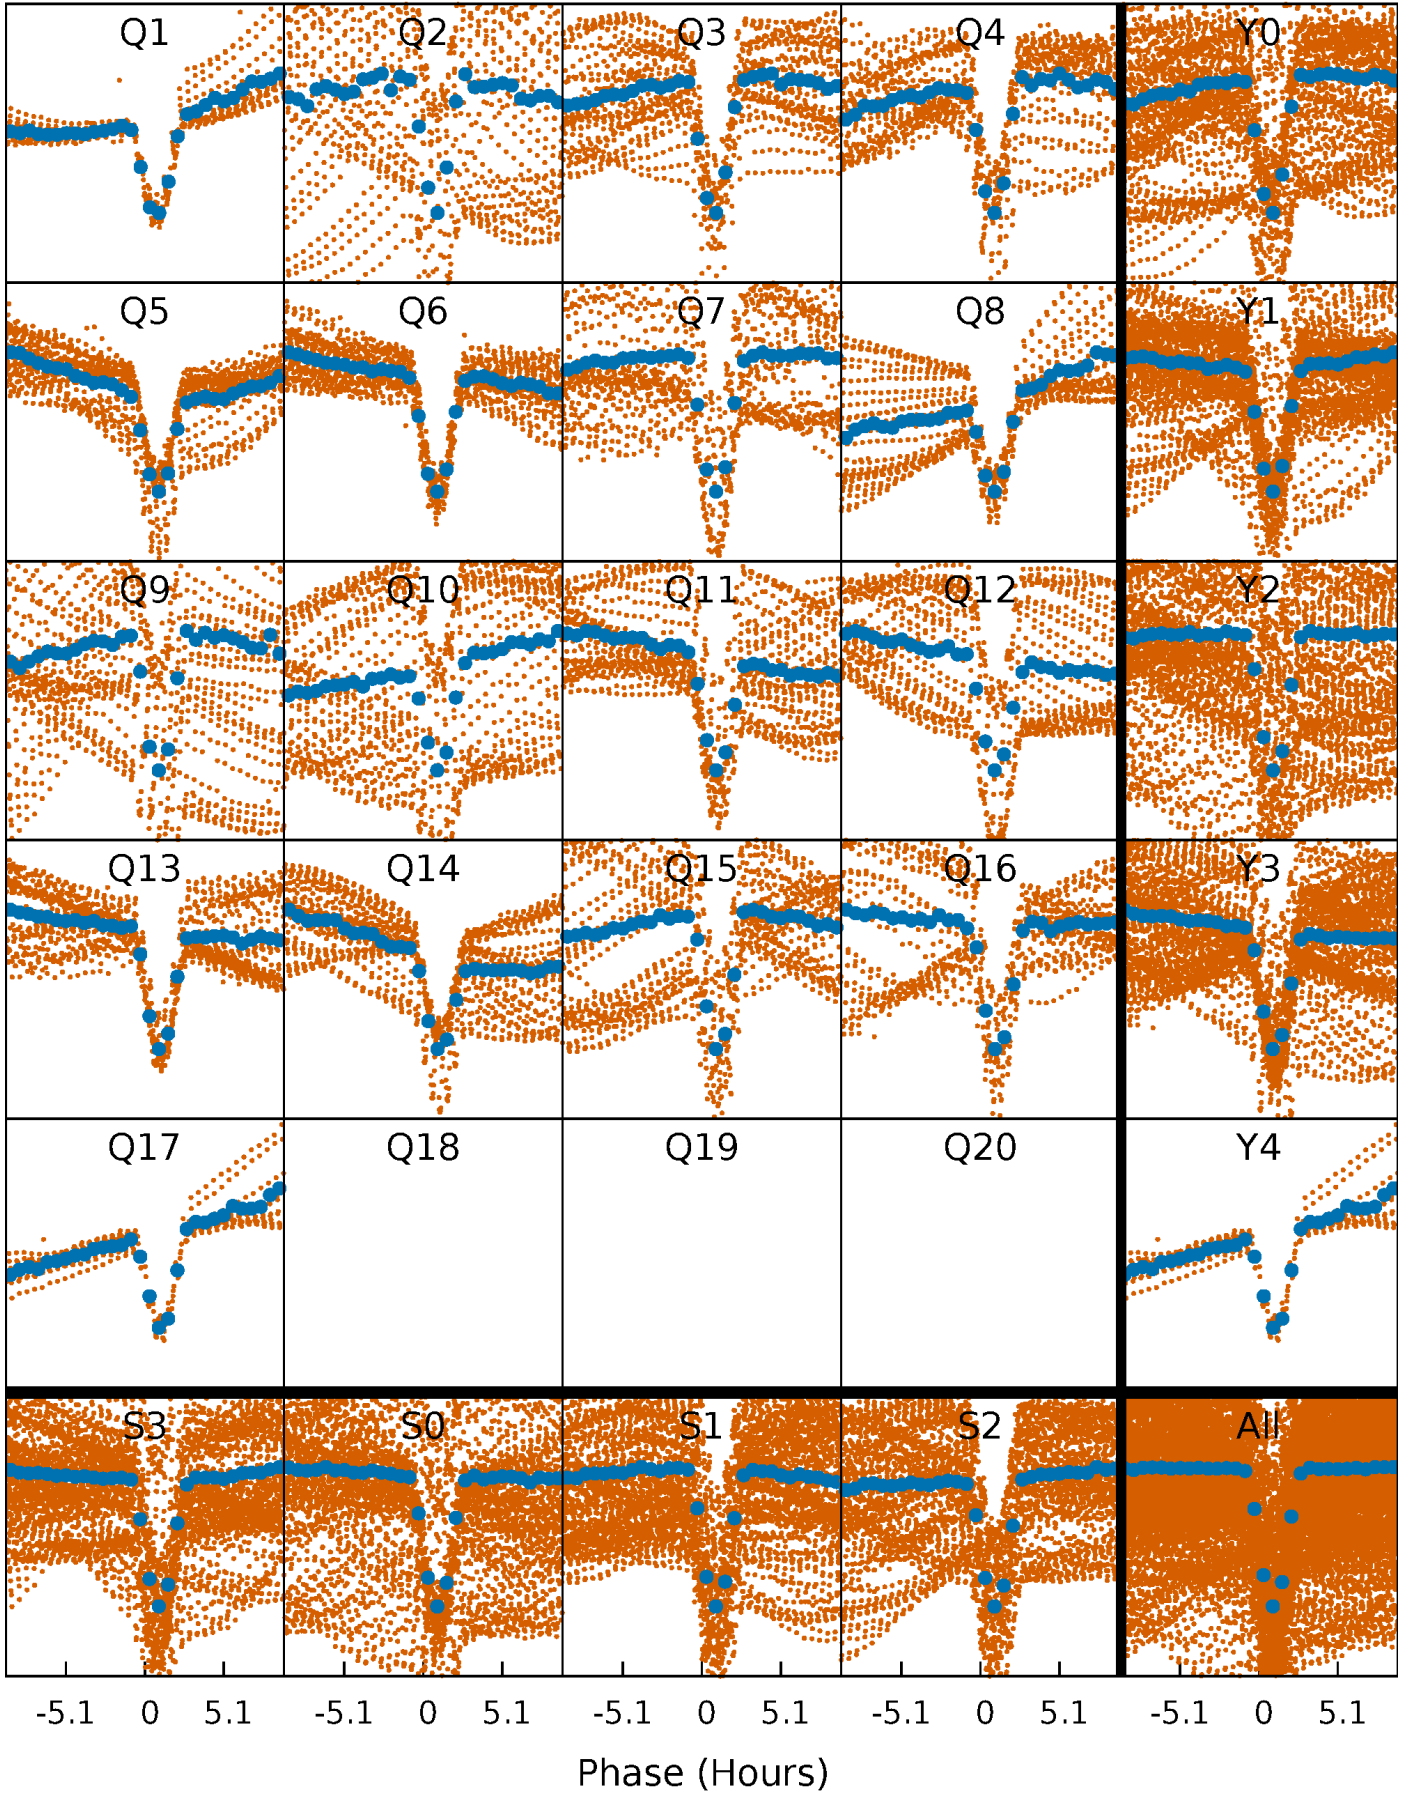 Q1 Q2 Q3 Q4 Y0
Q5 Q6 Q7 Q8 Y1
Q9 Q10 Q11 Q12 Y2
Q13 Q14 Q15 Q16 Y3
Q17 Q18 Q19 Q20 Y4
S3 S0 S1 S2 All
-5.1 0 5.1 -5.1 0 5.1 -5.1 0 5.1 -5.1 0 5.1 -5.1 0 5.1
Phase (Hours)